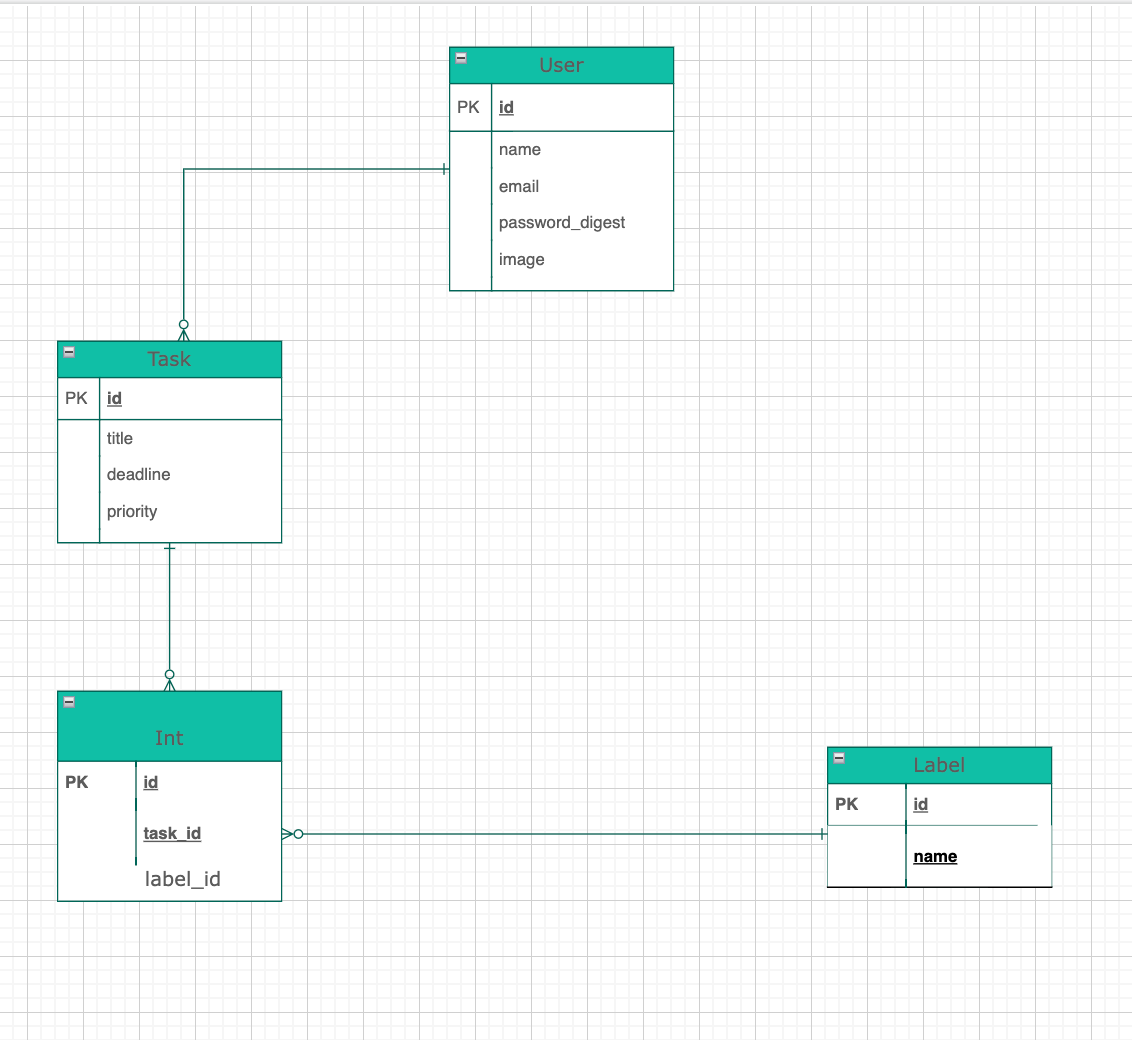 User
PK id
name
email
password_digest
image
Task
PK id
title
deadline
priority
Int
PK id
task_id
label_id
Label
PK id
name